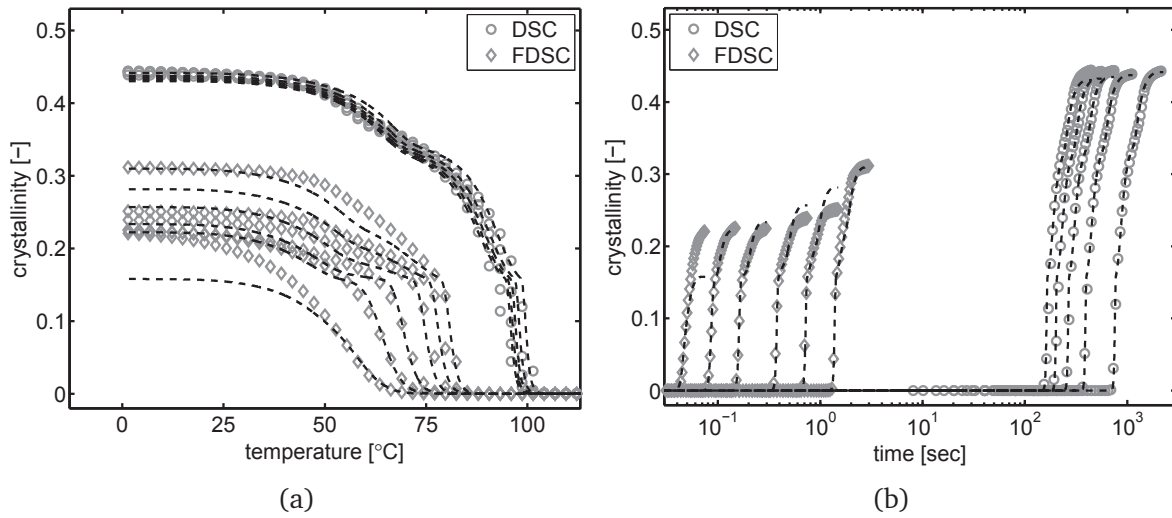 0.5
0.4
0.3
0.2
0.1
0
crystallinity [−]
0 25 50 75 100
temperature [°C]
DSC
FDSC
(a)
0.5
0.4
0.3
0.2
0.1
0
crystallinity [−]
10⁻¹ 10⁰ 10¹ 10² 10³
time [sec]
DSC
FDSC
(b)